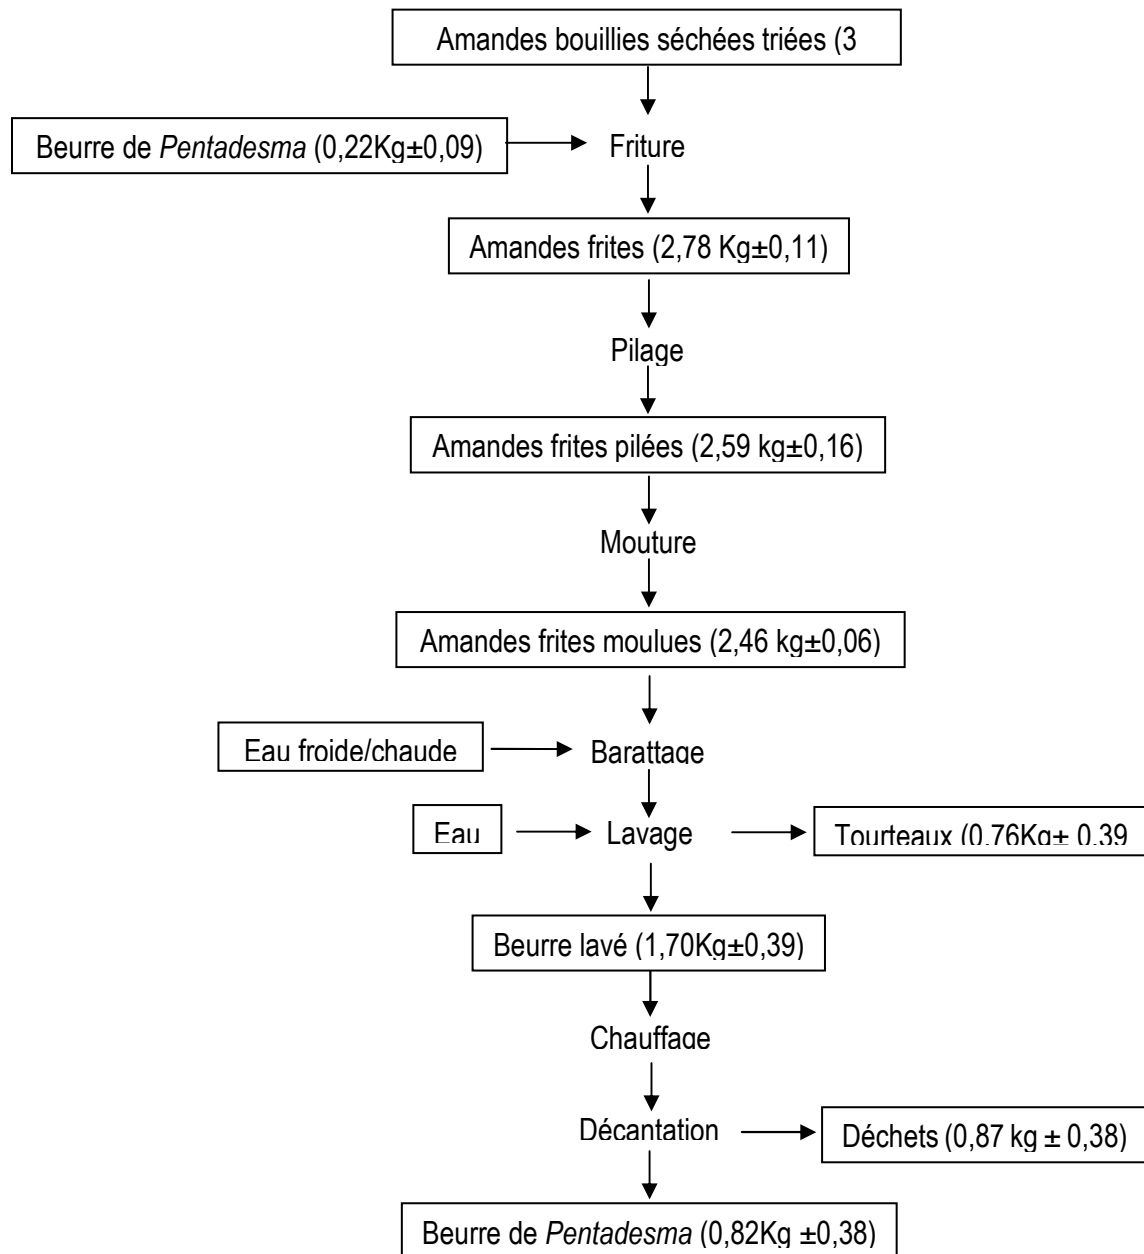 Amandes bouillies séchées triées (3
Beurre de Pentadesma (0,22Kg±0,09)
Friture
Amandes frites (2,78 Kg±0,11)
Pilage
Amandes frites pilées (2,59 kg±0,16)
Mouture
Amandes frites moulues (2,46 kg±0,06)
Eau froide/chaude
Barattage
Eau
Lavage
Tourteaux (0,76Kg± 0,39
Beurre lavé (1,70Kg±0,39)
Chauffage
Décantation
Déchets (0,87 kg ± 0,38)
Beurre de Pentadesma (0,82Kg ±0,38)